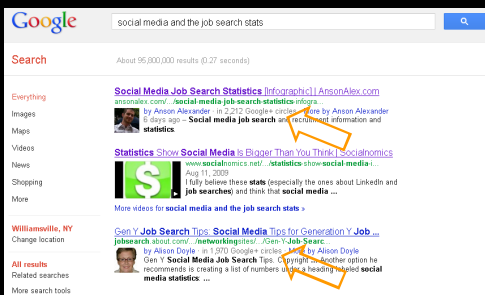 Google
social media and the job search stats
Search
About 95,800,000 results (0.27 seconds)
Everything
Images
Maps
Videos
News
Shopping
More
Williamsville, NY
Change location
All results
Related searches
More search tools
Social Media Job Search Statistics [Infographic] | AnsonAlex.com
ansonalex.com/.../social-media-job-search-statistics-infogra...
by Anson Alexander - in 2,212 Google+ circles - More by Anson Alexander
6 days ago – Social media job search and recruitment information and
statistics.
Statistics Show Social Media Is Bigger Than You Think | Socialnomics
www.socialnomics.net/.../statistics-show-social-media-i...
Aug 11, 2009
I fully believe these stats (especially the ones about LinkedIn and
job searches) and think that social media ...
More videos for social media and the job search stats »
Gen Y Job Search Tips: Social Media Tips for Generation Y Job ...
jobsearch.about.com/.../networkingsites/.../Gen-Y-Job-Searc...
by Alison Doyle - in 1,970 Google+ circles - More by Alison Doyle
Gen Y Social Media Job Search Tips. Copyright ... Another option he
recommends is creating a list of numbers under a heading labeled social
media statistics: ...